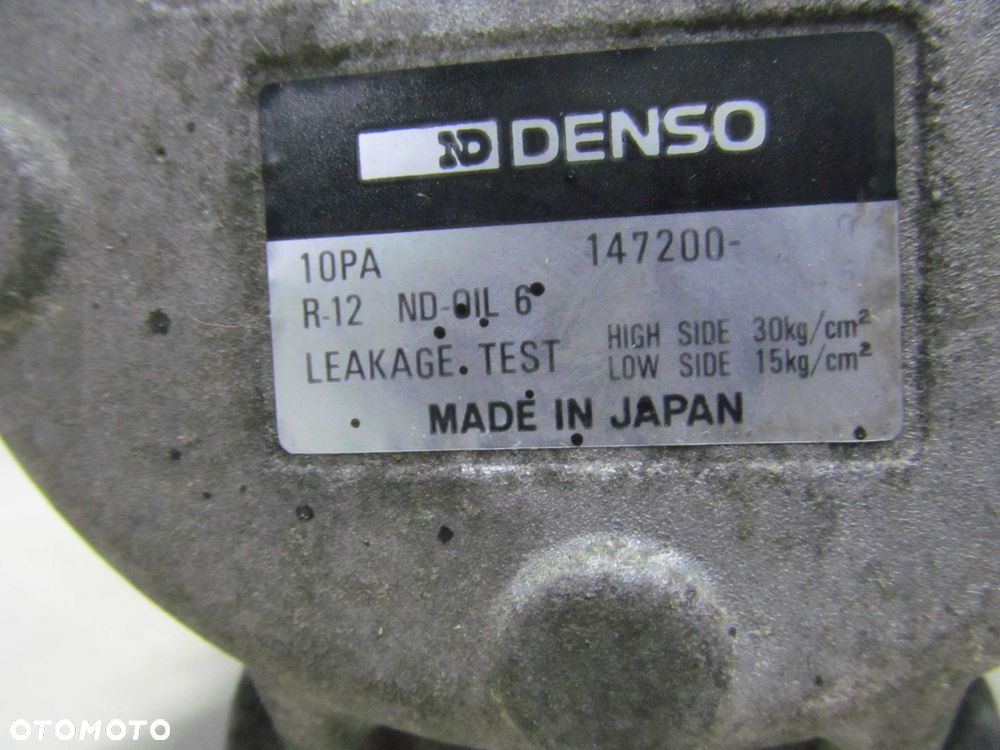 ND DENSO
10PA 147200-
R-12 ND-OIL 6
LEAKAGE TEST HIGH SIDE 30kg/cm²
LOW SIDE 15kg/cm²
MADE IN JAPAN
OTOMOTO